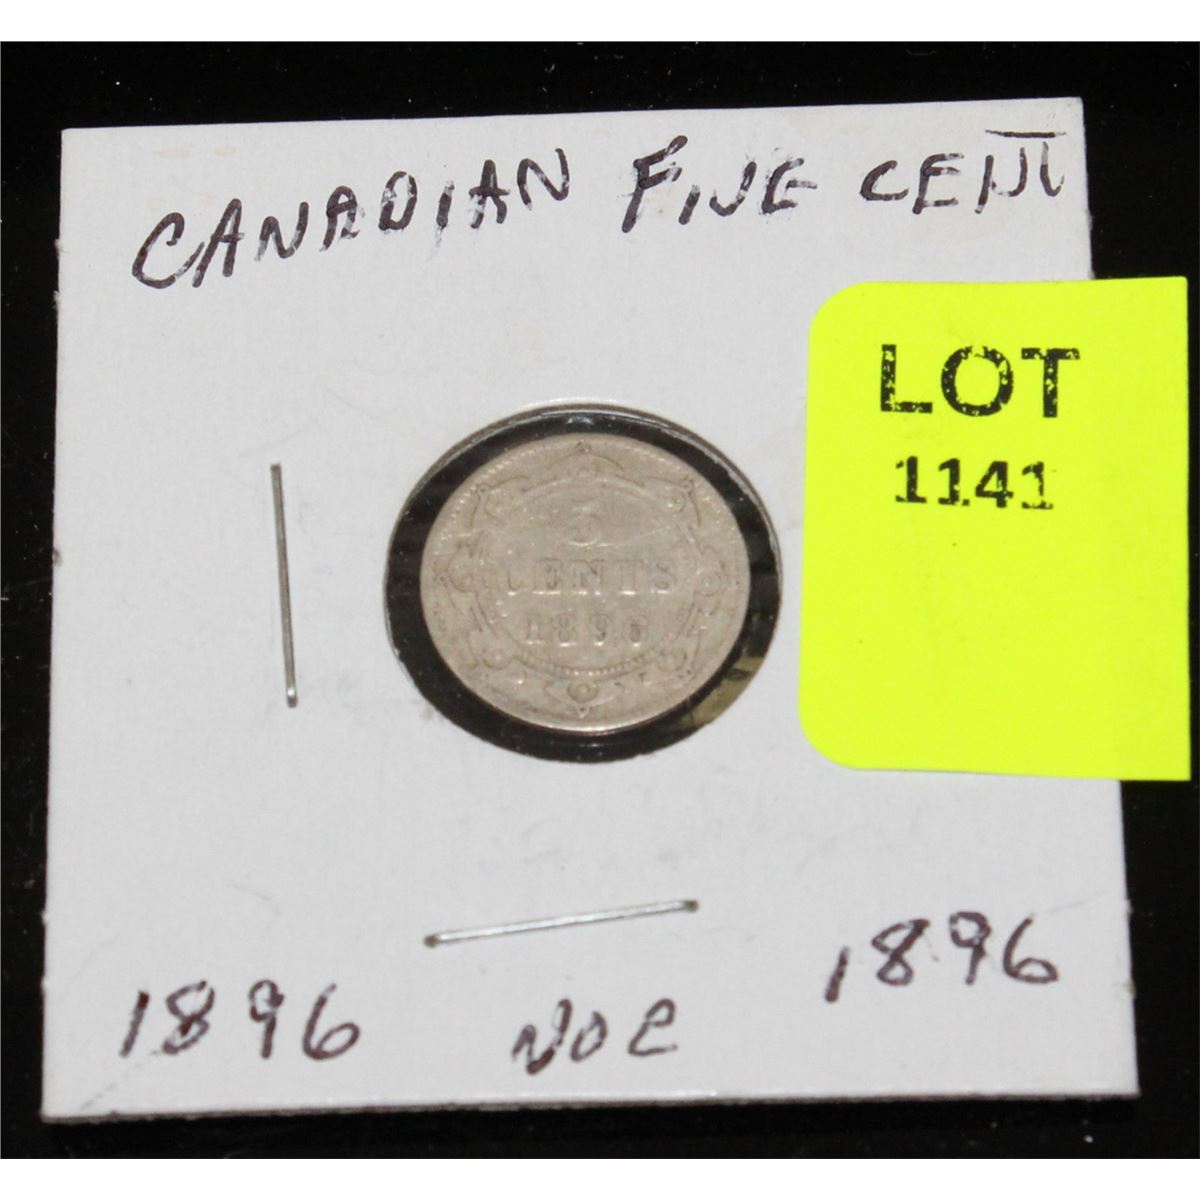 CANADIAN FIVE CENT
LOT
1141
5
CENTS
1896
1896 NOC 1896